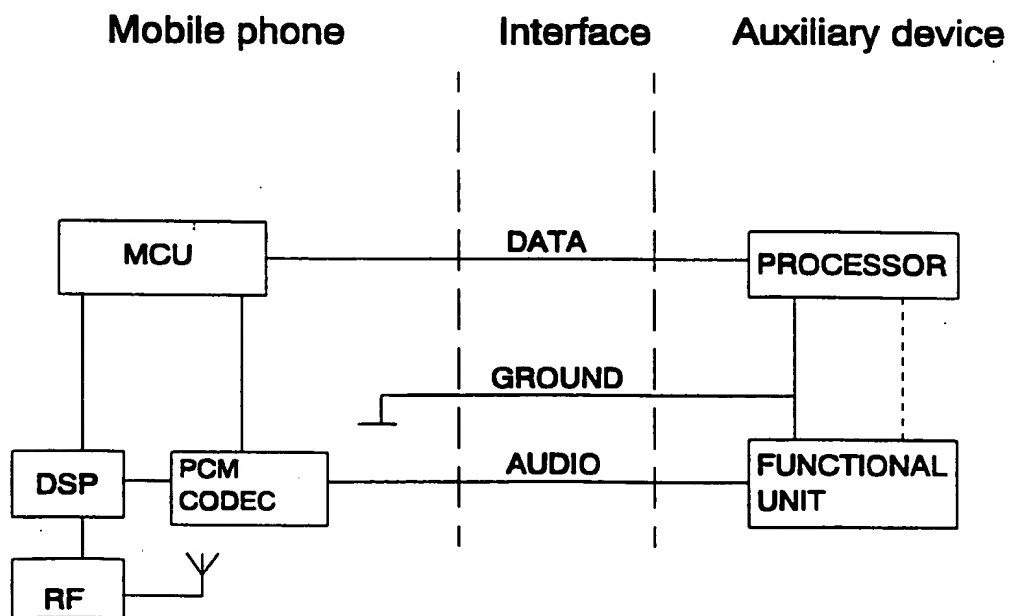 Mobile phone
Interface
Auxiliary device
MCU
DATA
PROCESSOR
GROUND
DSP
PCM
CODEC
AUDIO
FUNCTIONAL
UNIT
RF